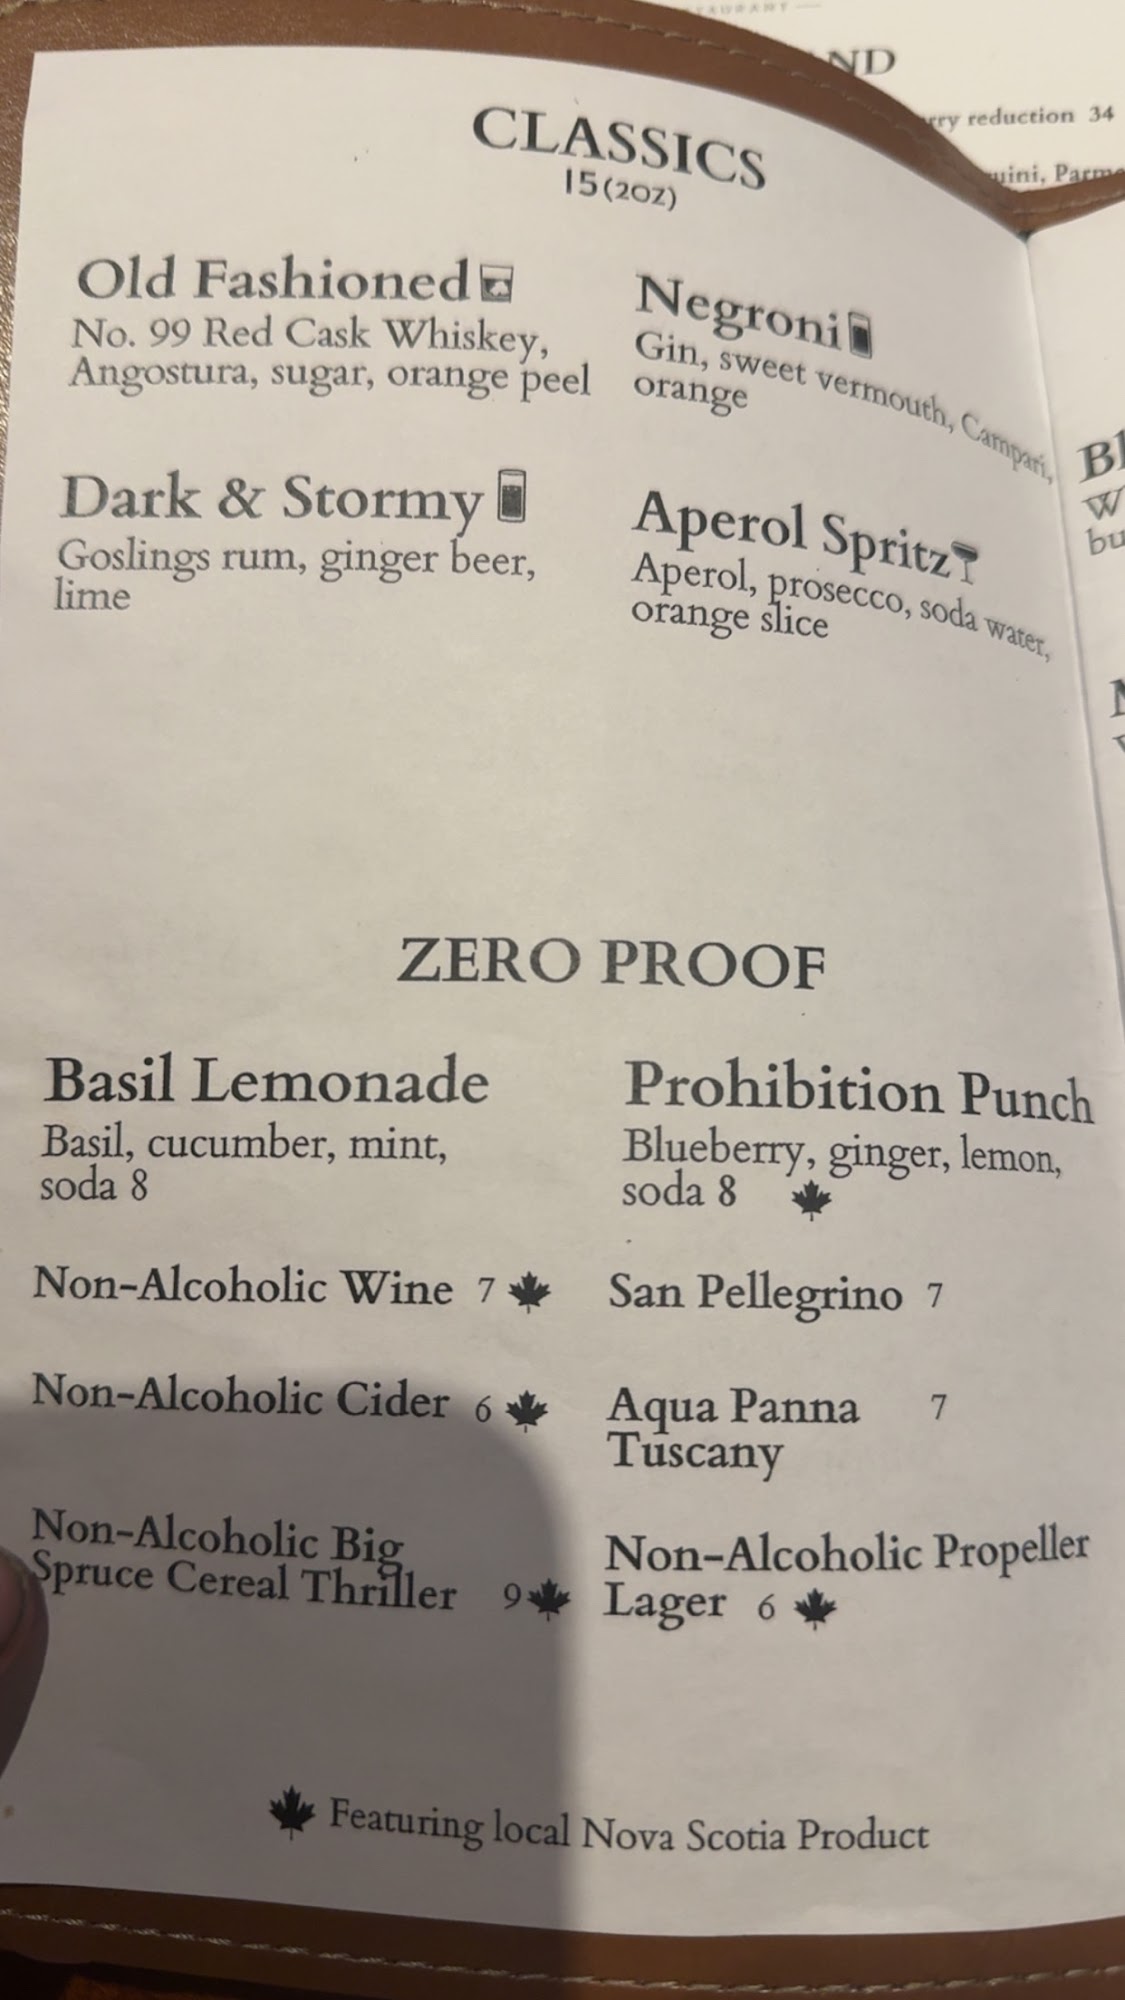 ND
reduction 34
CLASSICS
15(2OZ)
Old Fashioned
No. 99 Red Cask Whiskey,
Angostura, sugar, orange peel
Negroni
Gin, sweet vermouth, Campari,
orange
Dark & Stormy
Goslings rum, ginger beer,
lime
Aperol Spritz
Aperol, prosecco, soda water,
orange slice
ZERO PROOF
Basil Lemonade
Basil, cucumber, mint,
soda 8
Prohibition Punch
Blueberry, ginger, lemon,
soda 8
Non-Alcoholic Wine 7
San Pellegrino 7
Non-Alcoholic Cider 6
Aqua Panna 7
Tuscany
Non-Alcoholic Big
Spruce Cereal Thriller 9
Non-Alcoholic Propeller
Lager 6
Featuring local Nova Scotia Product